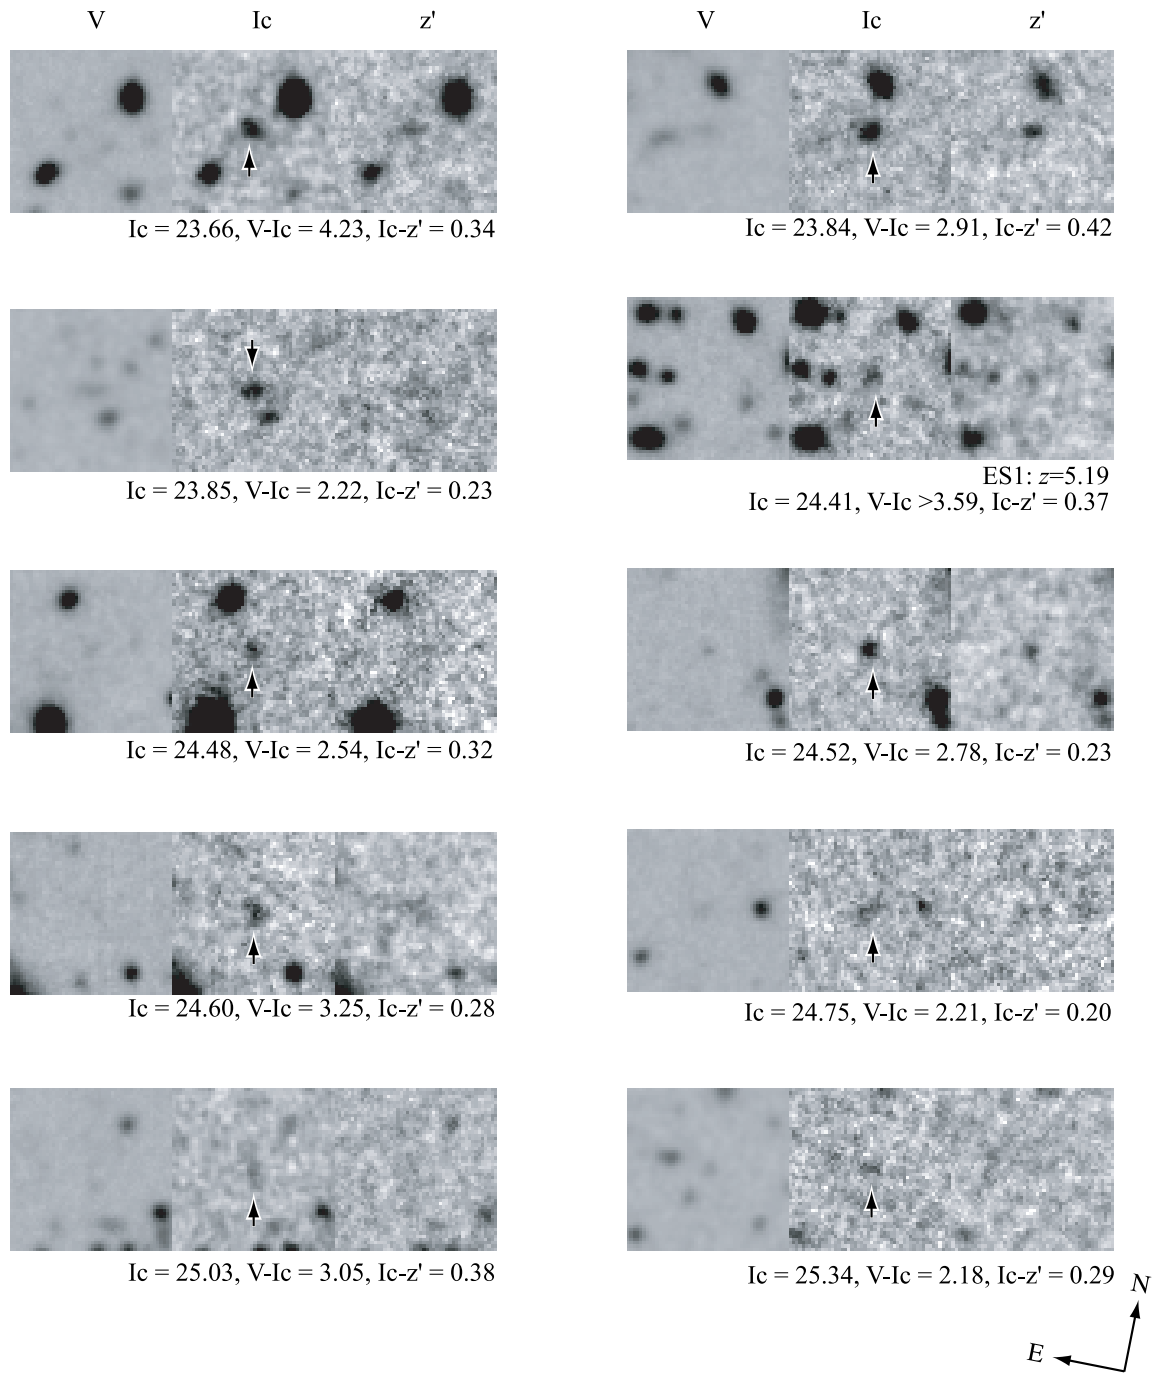 V Ic z' V Ic z'
Ic = 23.66, V-Ic = 4.23, Ic-z' = 0.34
Ic = 23.84, V-Ic = 2.91, Ic-z' = 0.42
Ic = 23.85, V-Ic = 2.22, Ic-z' = 0.23
ES1: z=5.19
Ic = 24.41, V-Ic >3.59, Ic-z' = 0.37
Ic = 24.48, V-Ic = 2.54, Ic-z' = 0.32
Ic = 24.52, V-Ic = 2.78, Ic-z' = 0.23
Ic = 24.60, V-Ic = 3.25, Ic-z' = 0.28
Ic = 24.75, V-Ic = 2.21, Ic-z' = 0.20
Ic = 25.03, V-Ic = 3.05, Ic-z' = 0.38
Ic = 25.34, V-Ic = 2.18, Ic-z' = 0.29
N
E